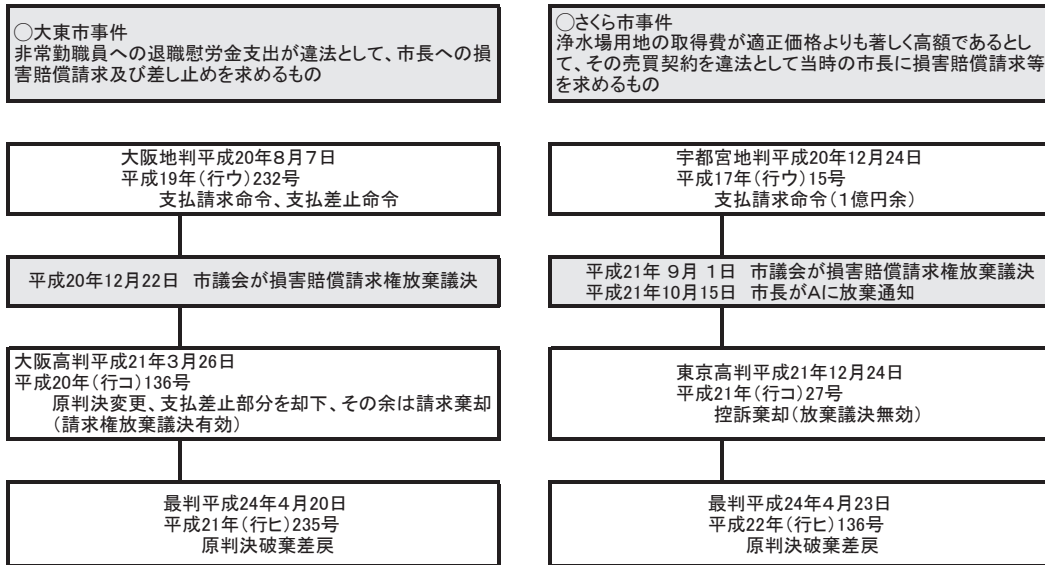 ○大東市事件
非常勤職員への退職慰労金支出が違法として、市長への損
害賠償請求及び差し止めを求めるもの
大阪地判平成20年8月7日
平成19年(行ウ)232号
支払請求命令、支払差止命令
平成20年12月22日 市議会が損害賠償請求権放棄議決
大阪高判平成21年3月26日
平成20年(行コ)136号
原判決変更、支払差止部分を却下、その余は請求棄却
(請求権放棄議決有効)
最判平成24年4月20日
平成21年(行ヒ)235号
原判決破棄差戻
○さくら市事件
浄水場用地の取得費が適正価格よりも著しく高額であるとし
て、その売買契約を違法として当時の市長に損害賠償請求等
を求めるもの
宇都宮地判平成20年12月24日
平成17年(行ウ)15号
支払請求命令(1億円余)
平成21年 9月 1日 市議会が損害賠償請求権放棄議決
平成21年10月15日 市長がAに放棄通知
東京高判平成21年12月24日
平成21年(行コ)27号
控訴棄却(放棄議決無効)
最判平成24年4月23日
平成22年(行ヒ)136号
原判決破棄差戻